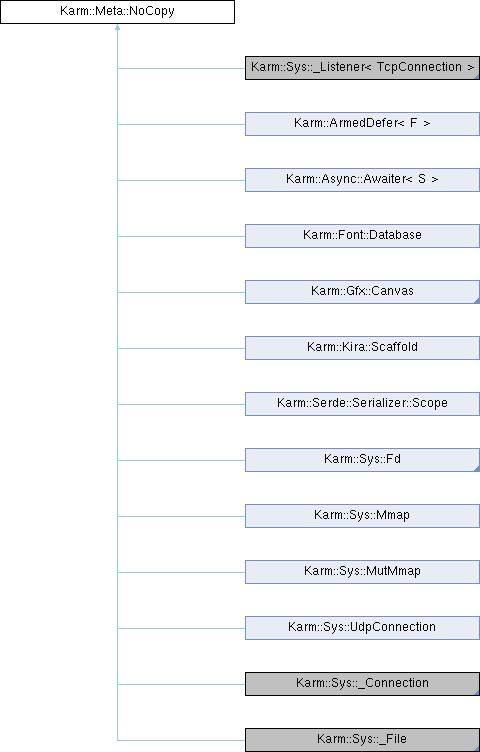 Karm::Meta::NoCopy
Karm::Sys::_Listener< TcpConnection >
Karm::ArmedDefer< F >
Karm::Async::Awaiter< S >
Karm::Font::Database
Karm::Gfx::Canvas
Karm::Kira::Scaffold
Karm::Serde::Serializer::Scope
Karm::Sys::Fd
Karm::Sys::Mmap
Karm::Sys::MutMmap
Karm::Sys::UdpConnection
Karm::Sys::_Connection
Karm::Sys::_File